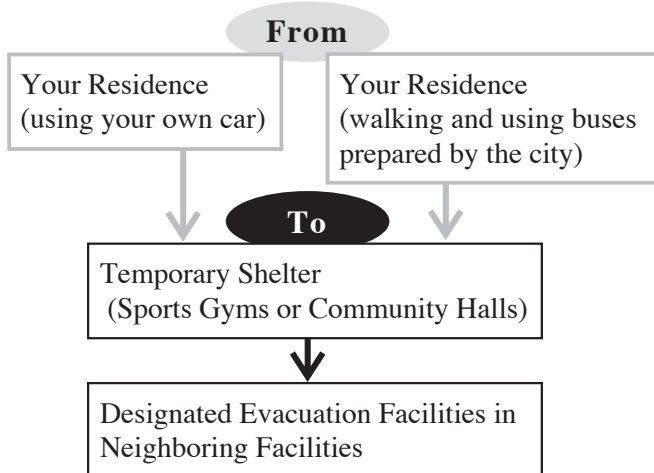 From
Your Residence
(using your own car)
Your Residence
(walking and using buses
prepared by the city)
To
Temporary Shelter
(Sports Gyms or Community Halls)
Designated Evacuation Facilities in
Neighboring Facilities